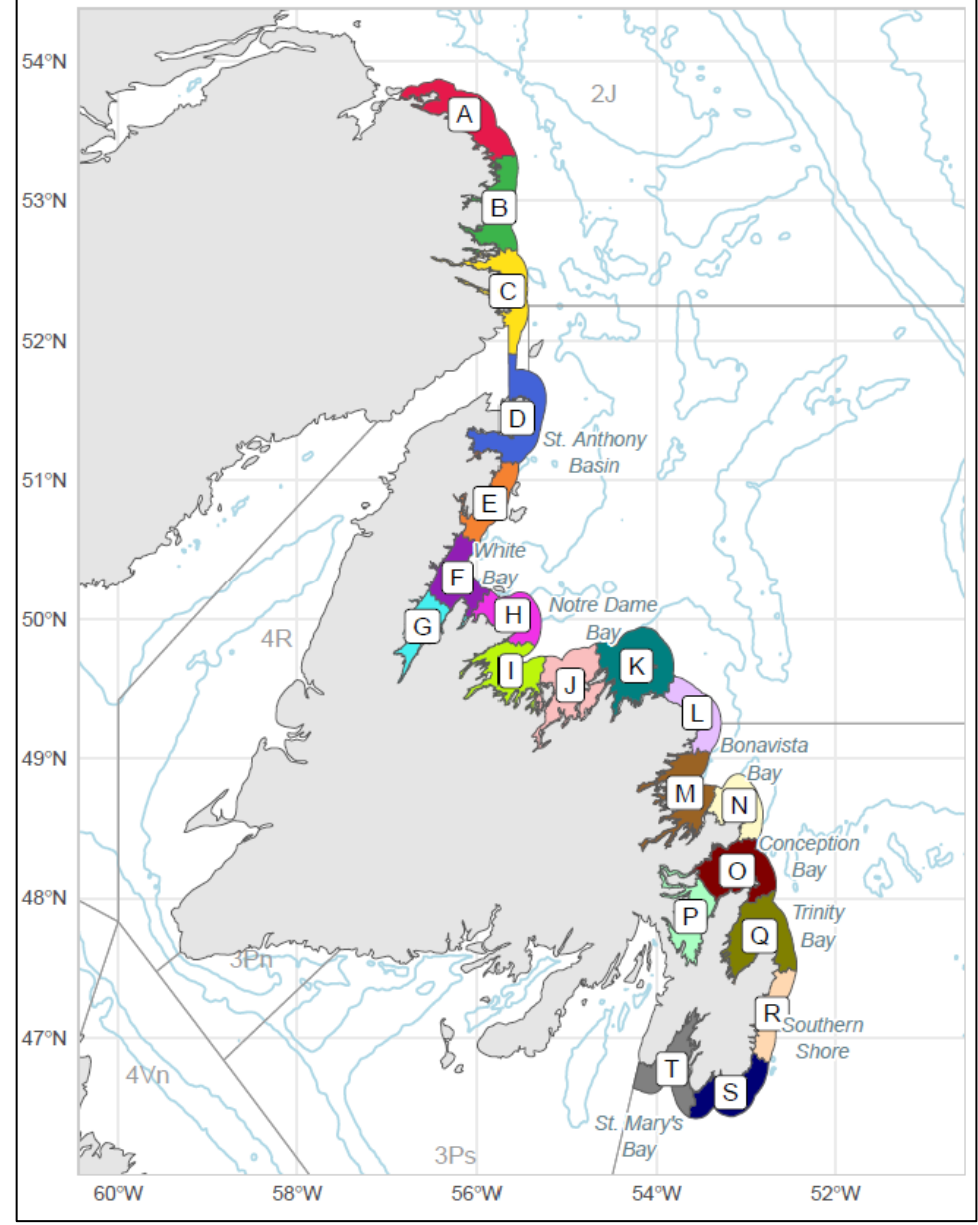 54°N
2J
A
53°N
B
C
52°N
D
St. Anthony
Basin
51°N
E
White
Bay
F
50°N
G
H
Notre Dame
Bay
4R
I
J
K
L
49°N
Bonavista
Bay
M
N
Conception
Bay
O
48°N
P
Trinity
Bay
Q
3Pn
R
Southern
Shore
47°N
4Vn
T
S
St. Mary's
Bay
3Ps
60°W
58°W
56°W
54°W
52°W